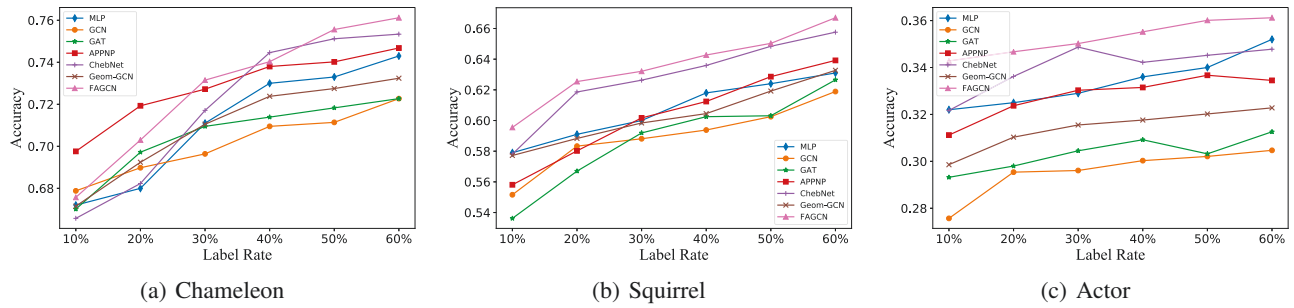 0.76
0.74
0.72
0.70
0.68
Accuracy
MLP
GCN
GAT
APPNP
ChebNet
Geom-GCN
FAGCN
10% 20% 30% 40% 50% 60%
Label Rate
(a) Chameleon
0.66
0.64
0.62
0.60
0.58
0.56
0.54
Accuracy
MLP
GCN
GAT
APPNP
ChebNet
Geom-GCN
FAGCN
10% 20% 30% 40% 50% 60%
Label Rate
(b) Squirrel
0.36
0.34
0.32
0.30
0.28
Accuracy
MLP
GCN
GAT
APPNP
ChebNet
Geom-GCN
FAGCN
10% 20% 30% 40% 50% 60%
Label Rate
(c) Actor